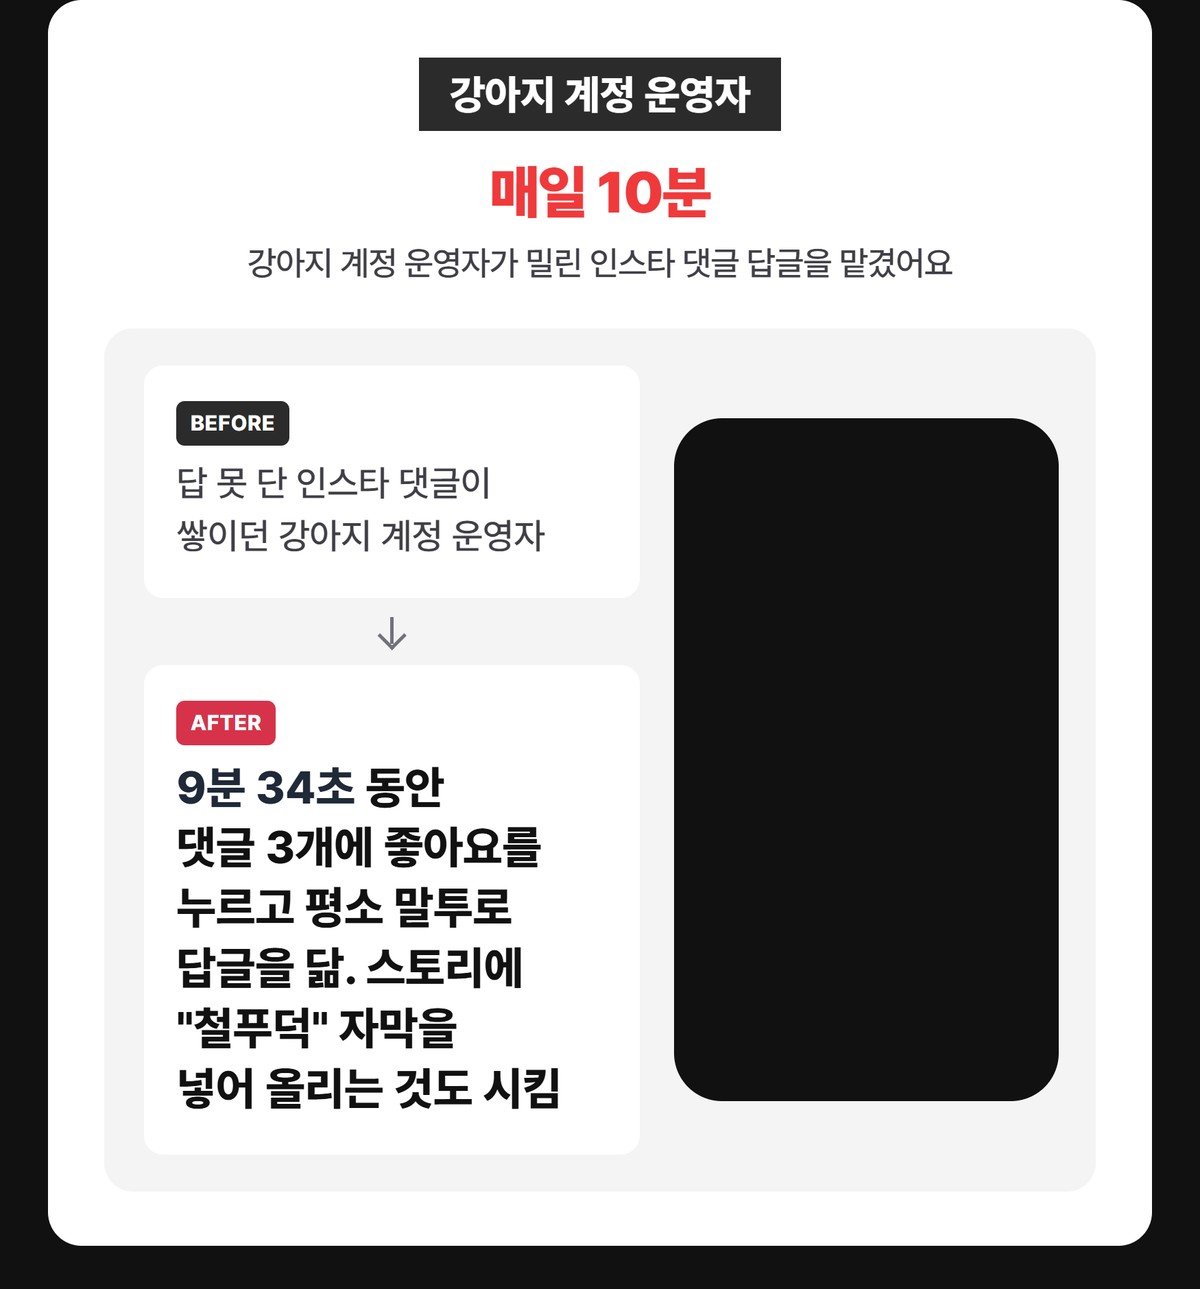 강아지 계정 운영자
매일 10분
강아지 계정 운영자가 밀린 인스타 댓글 답글을 맡겼어요
BEFORE
답 못 단 인스타 댓글이
쌓이던 강아지 계정 운영자
AFTER
9분 34초 동안
댓글 3개에 좋아요를
누르고 평소 말투로
답글을 닮. 스토리에
"철푸덕" 자막을
넣어 올리는 것도 시킴